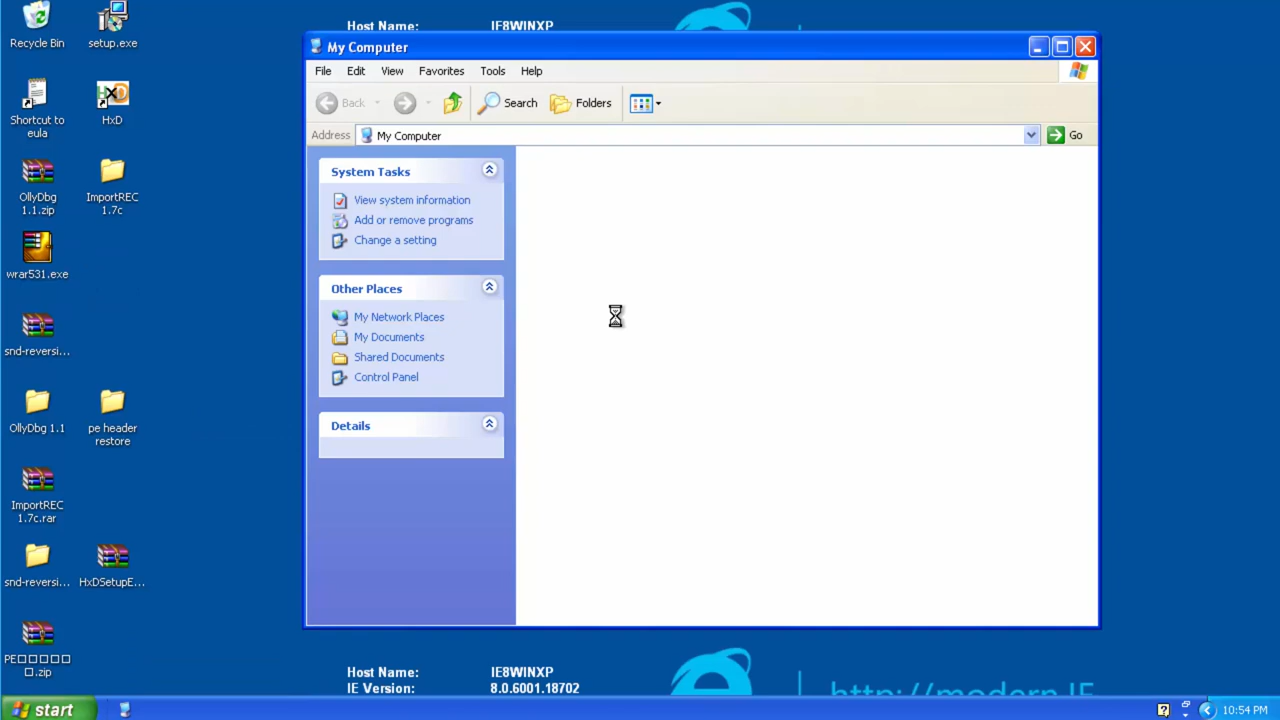 Host Name: IE8WINXP
Recycle Bin
setup.exe
Shortcut to
eula
HxD
OllyDbg
1.1.zip
ImportREC
1.7c
wrar531.exe
snd-reversi...
OllyDbg 1.1
pe header
restore
ImportREC
1.7c.rar
snd-reversi...
HxDSetupE...
PE□□□□□
□.zip
My Computer
File Edit View Favorites Tools Help
Back Search Folders
Address My Computer Go
System Tasks
View system information
Add or remove programs
Change a setting
Other Places
My Network Places
My Documents
Shared Documents
Control Panel
Details
Host Name: IE8WINXP
IE Version: 8.0.6001.18702
http://modern.IE
start
10:54 PM